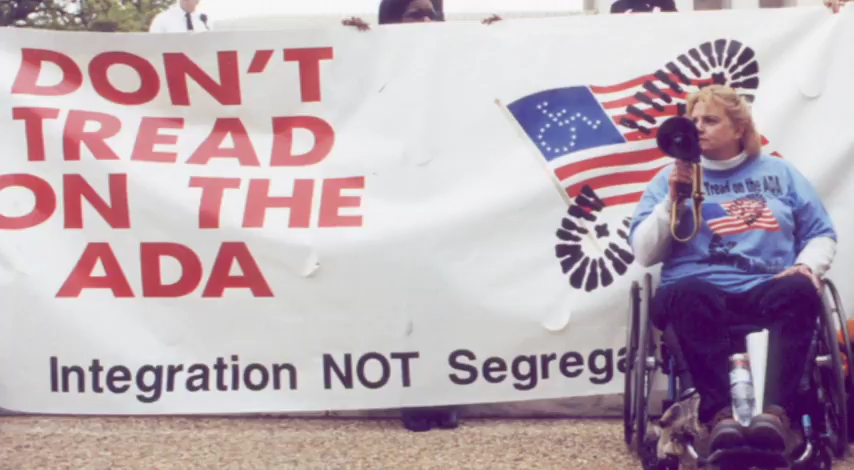 DON'T
TREAD
ON THE
ADA
Integration NOT Segrega
Tread on the ADA